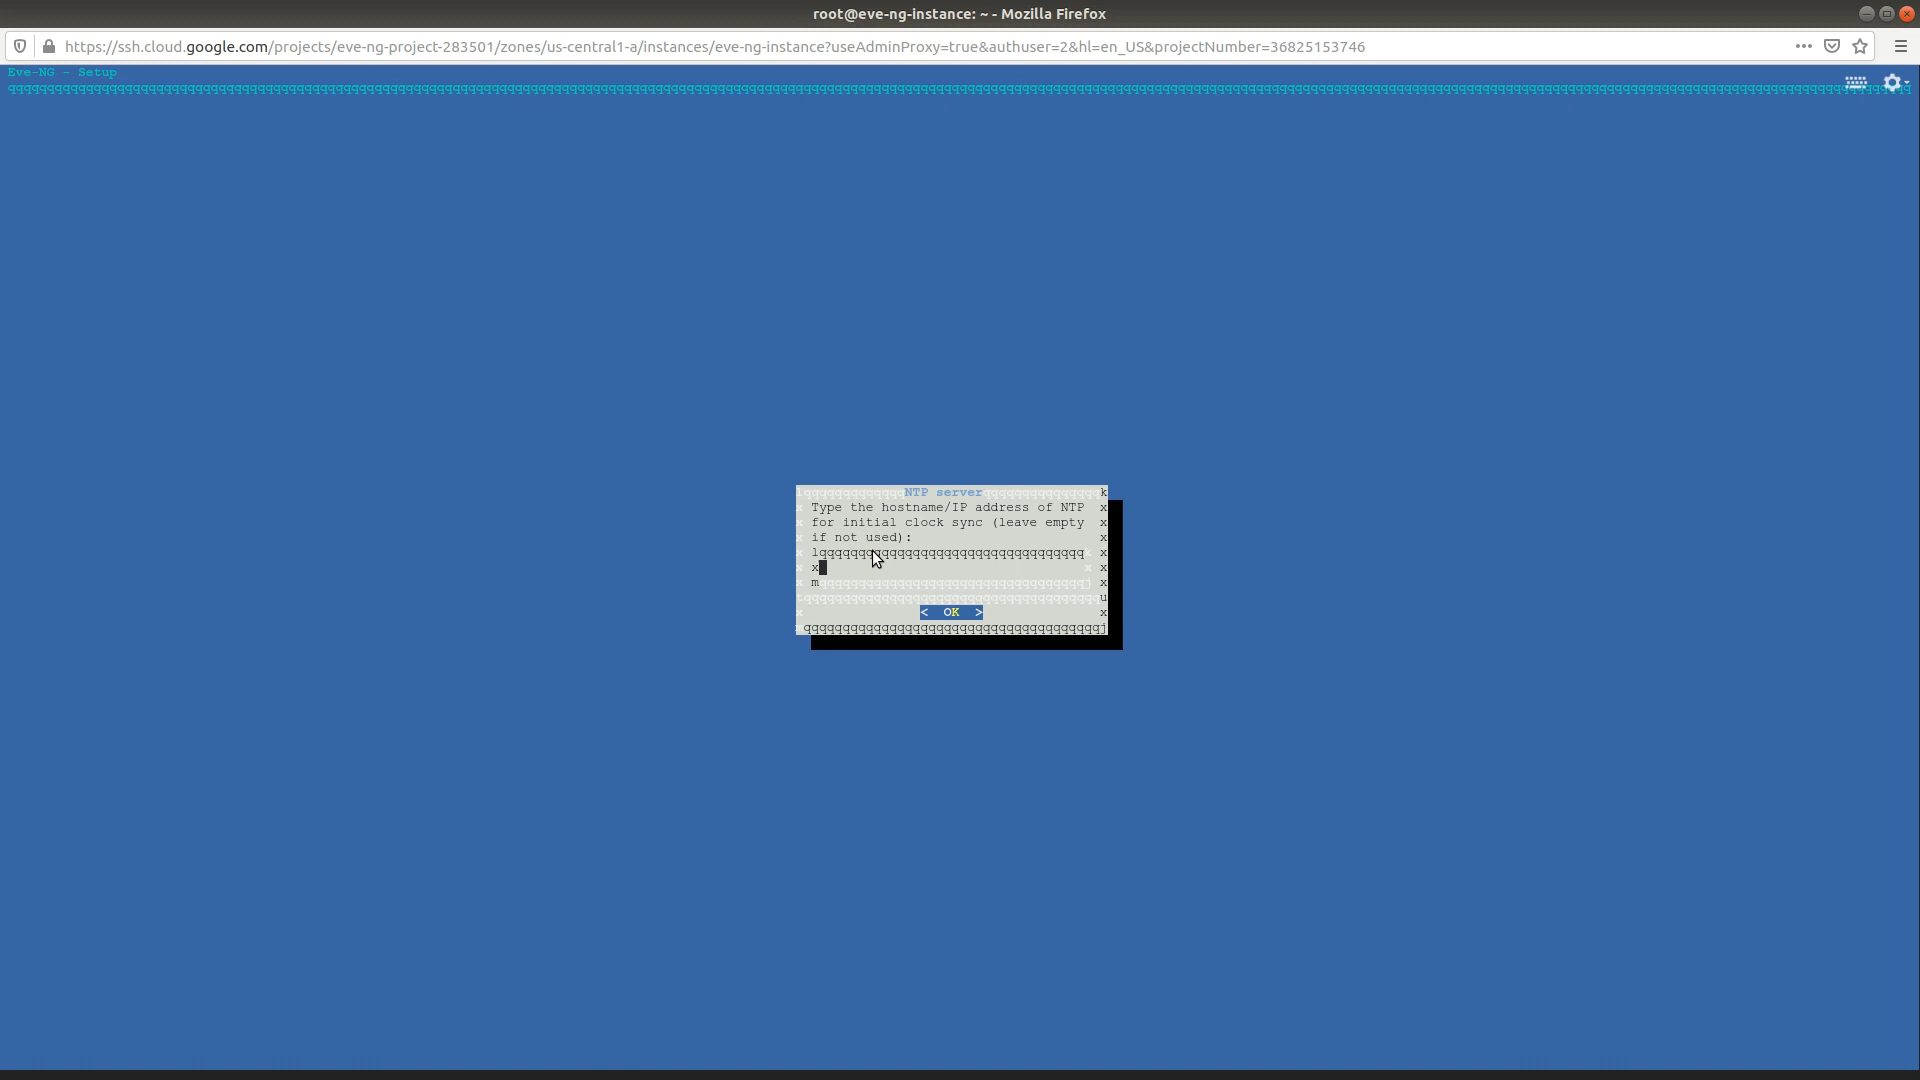 root@eve-ng-instance: ~ - Mozilla Firefox
https://ssh.cloud.google.com/projects/eve-ng-project-283501/zones/us-central1-a/instances/eve-ng-instance?useAdminProxy=true&authuser=2&hl=en_US&projectNumber=36825153746
Eve-NG - Setup
NTP server
Type the hostname/IP address of NTP
for initial clock sync (leave empty
if not used):
< OK >